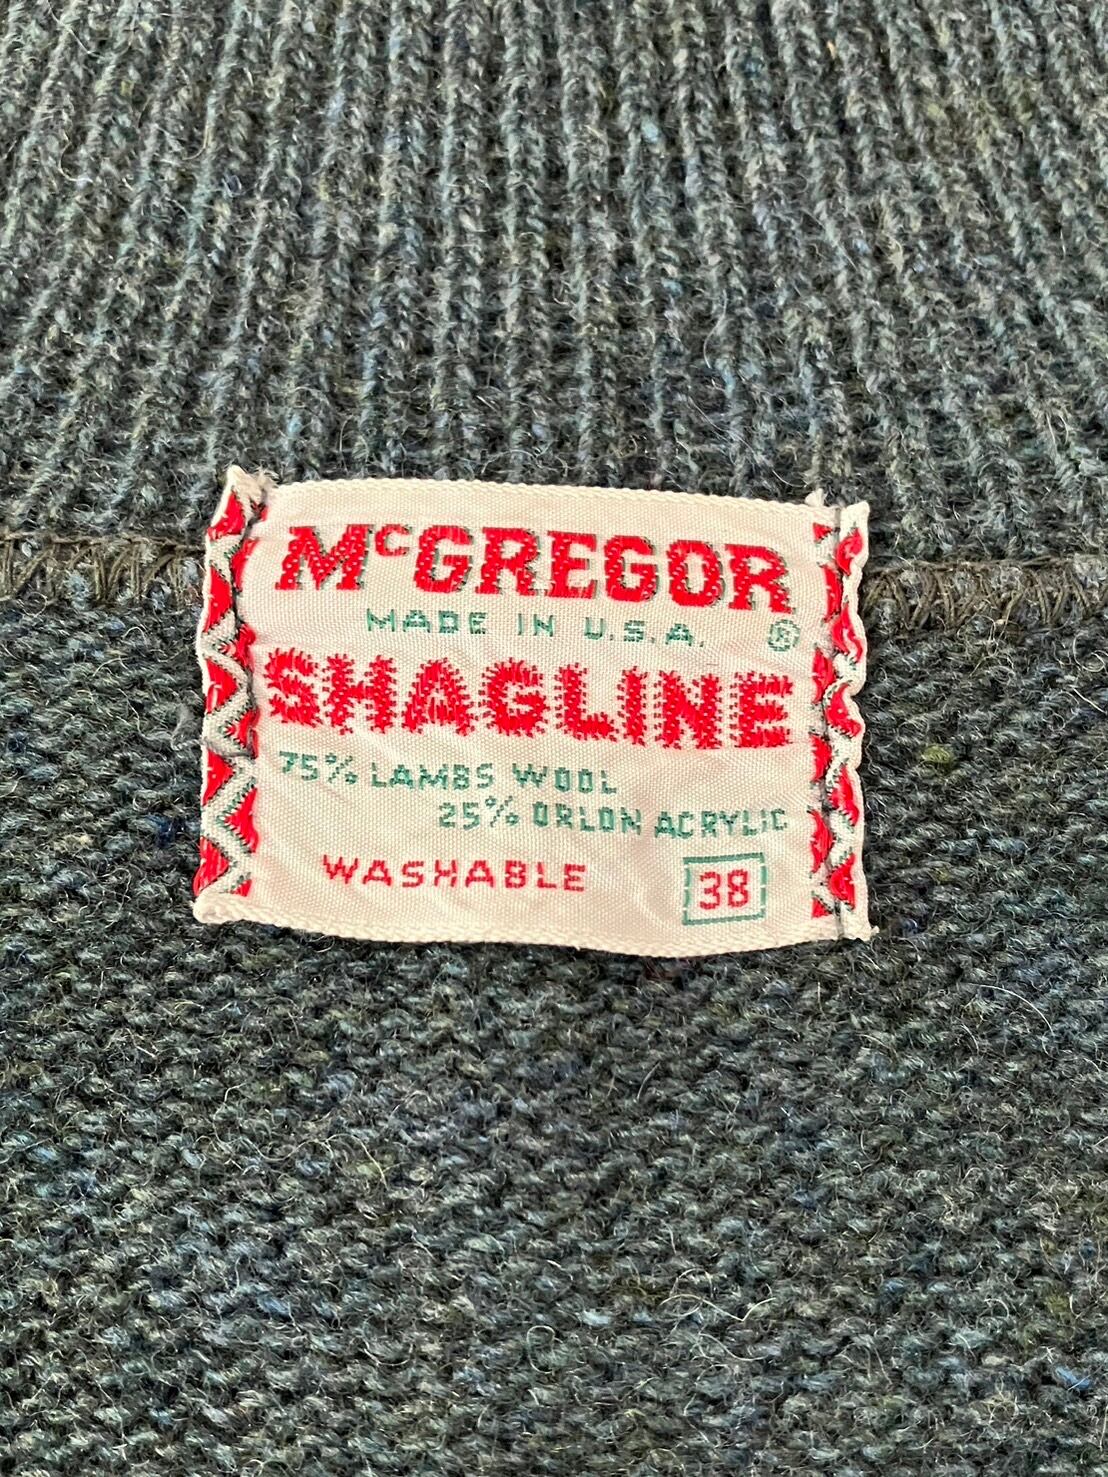 McGREGOR
MADE IN U.S.A. ®
SHAGLINE
75% LAMBS WOOL
25% ORLON ACRYLIC
WASHABLE 38